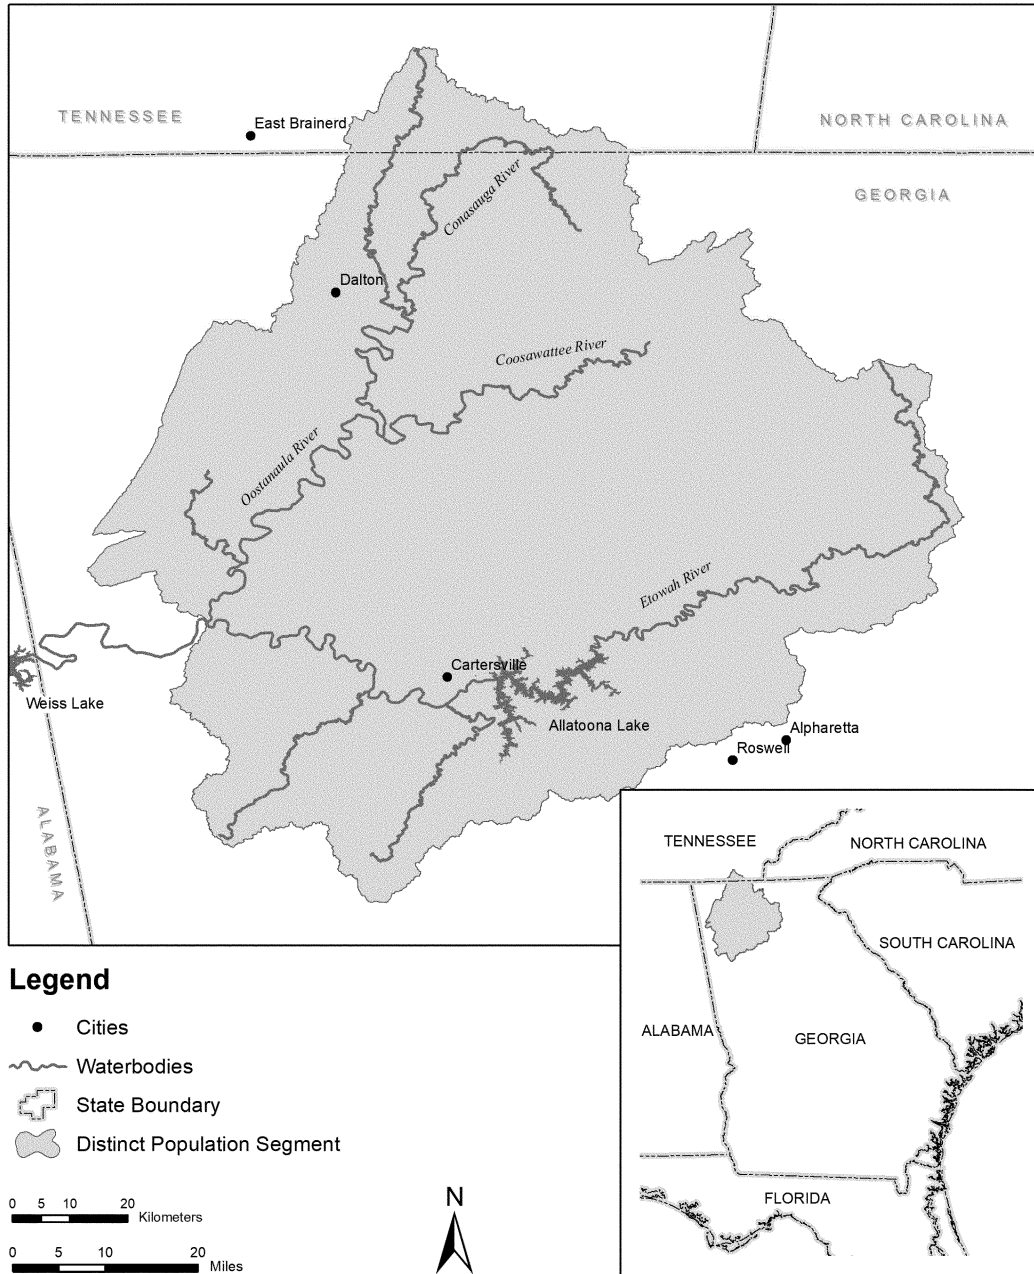 TENNESSEE
East Brainerd
NORTH CAROLINA
GEORGIA
Conasauga River
Dalton
Coosawattee River
Oostanaula River
Etowah River
Cartersville
Weiss Lake
Allatoona Lake
Alpharetta
Roswell
ALABAMA
TENNESSEE
NORTH CAROLINA
SOUTH CAROLINA
ALABAMA
GEORGIA
FLORIDA
Legend
Cities
Waterbodies
State Boundary
Distinct Population Segment
0 5 10 20
Kilometers
0 5 10 20
Miles
N